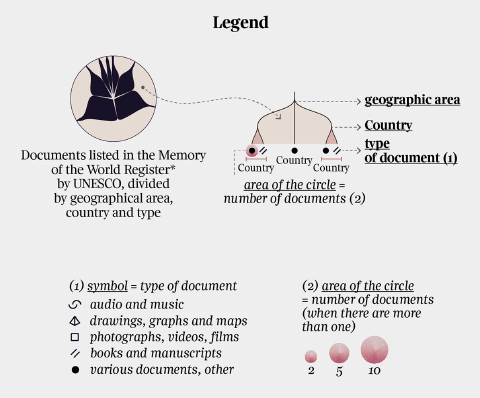 Legend
geographic area
Country
type
of document (1)
Country
Country
Country
area of the circle =
number of documents (2)
Documents listed in the Memory
of the World Register*
by UNESCO, divided
by geographical area,
country and type
(1) symbol = type of document
audio and music
drawings, graphs and maps
photographs, videos, films
books and manuscripts
various documents, other
(2) area of the circle
= number of documents
(when there are more
than one)
2 5 10